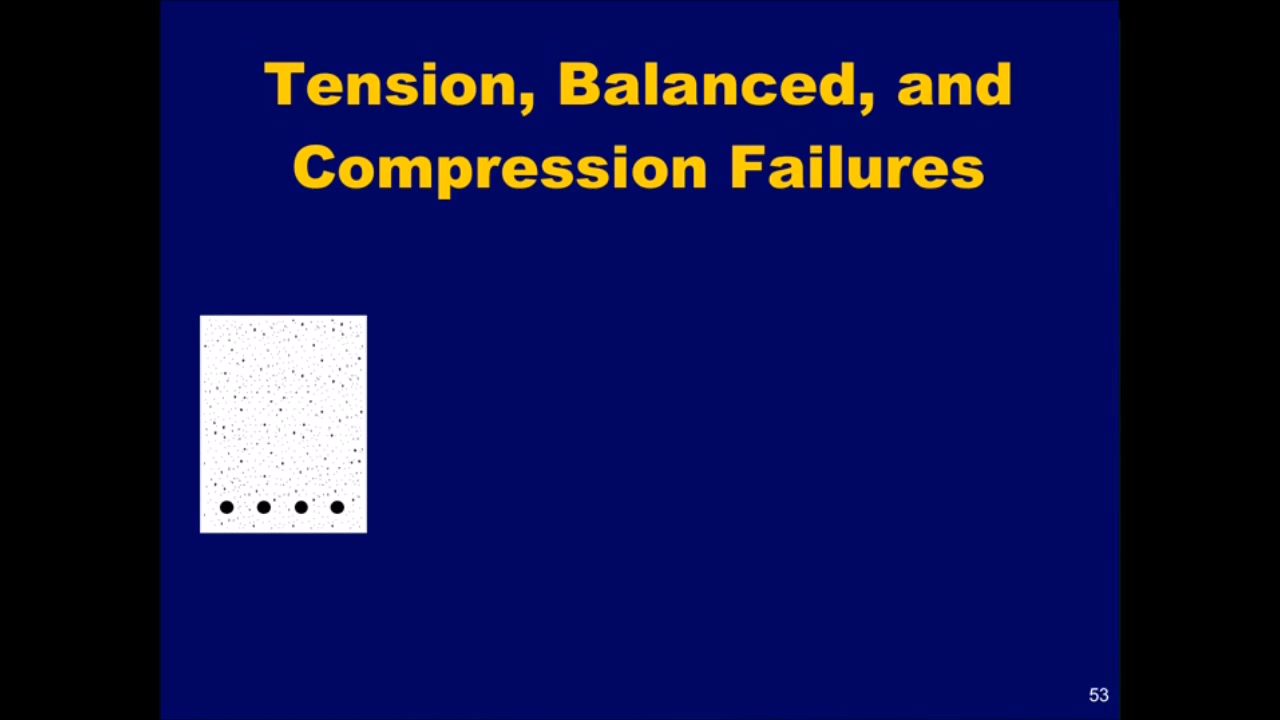 Tension, Balanced, and
Compression Failures
53